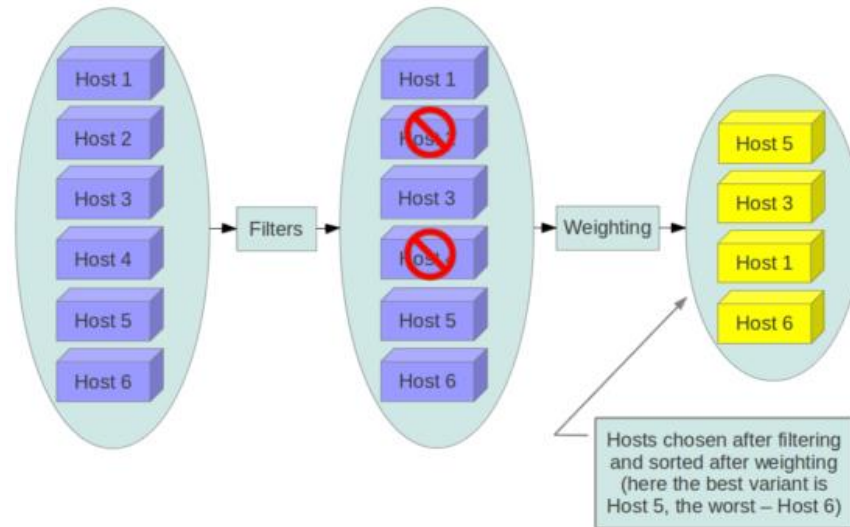 Host 1
Host 2
Host 3
Host 4
Host 5
Host 6
Filters
Host 1
Host 3
Host 5
Host 6
Weighting
Host 5
Host 3
Host 1
Host 6
Hosts chosen after filtering
and sorted after weighting
(here the best variant is
Host 5, the worst – Host 6)